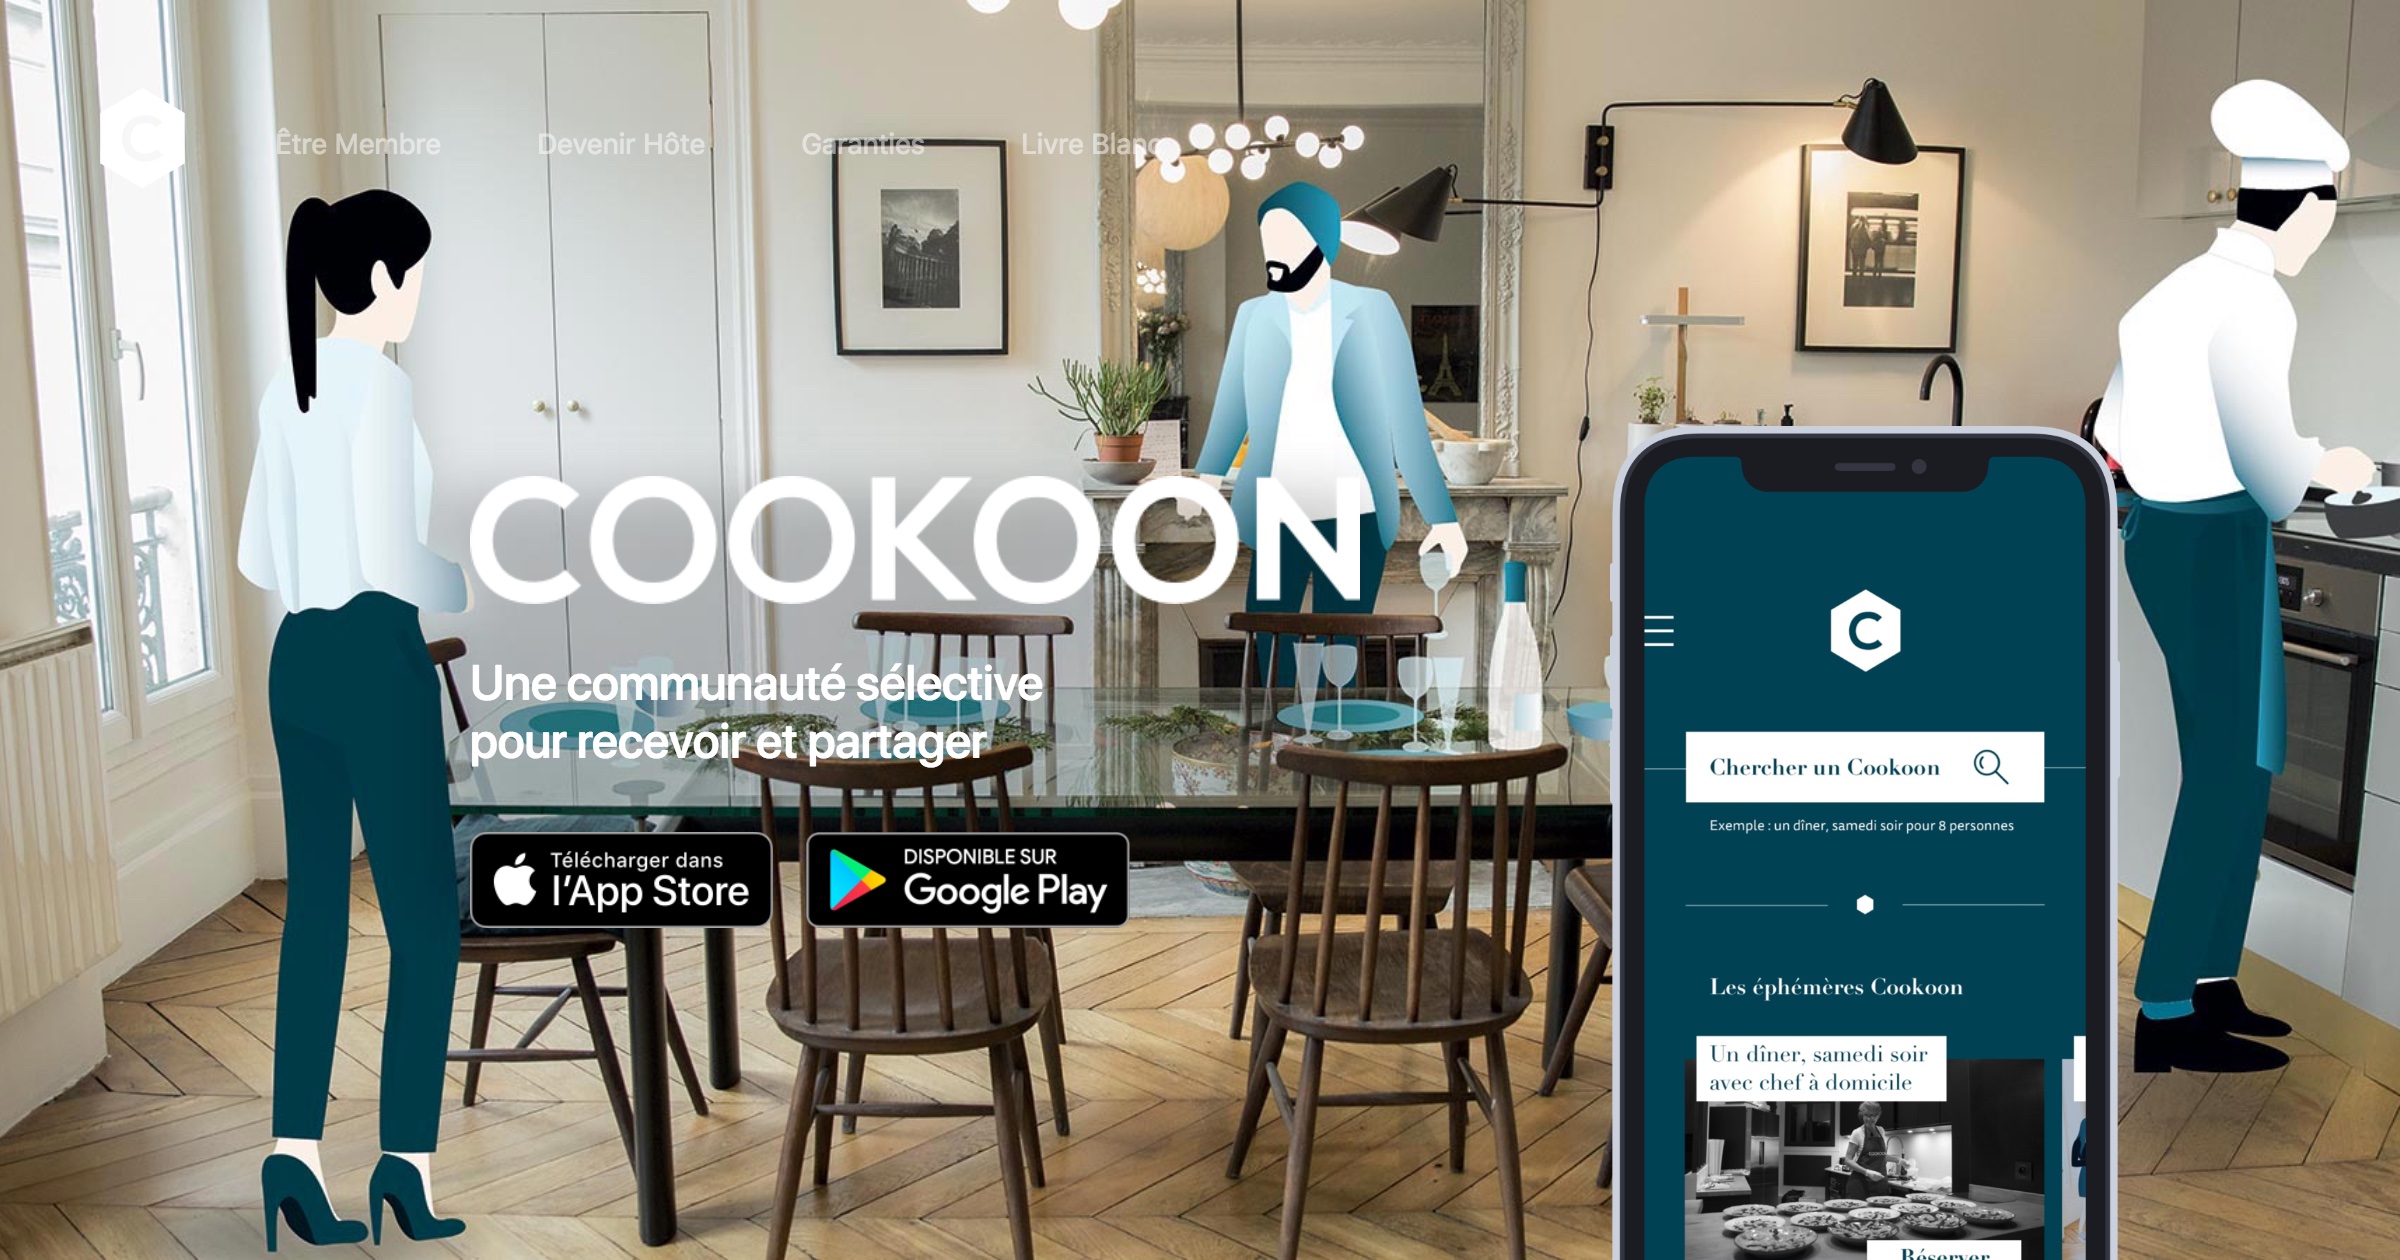 C
Être Membre
Devenir Hôte
Garanties
Livre Blanc
COOKOON
Une communauté sélective
pour recevoir et partager
Télécharger dans
l'App Store
DISPONIBLE SUR
Google Play
C
Chercher un Cookoon
Exemple : un dîner, samedi soir pour 8 personnes
Les éphémères Cookoon
Un dîner, samedi soir
avec chef à domicile
Réserver